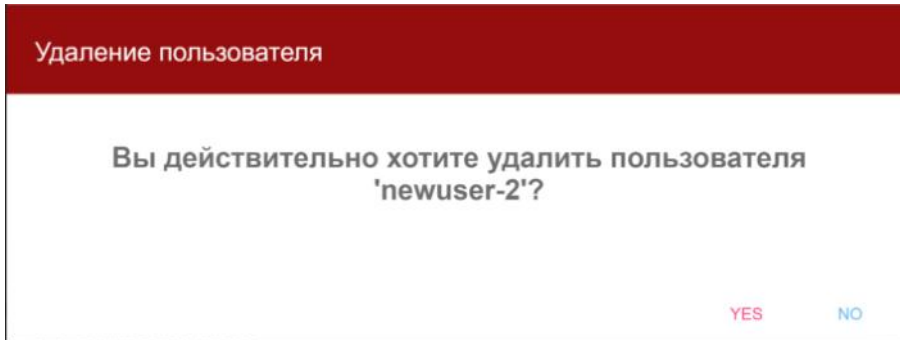 Удаление пользователя
Вы действительно хотите удалить пользователя
'newuser-2'?
YES
NO